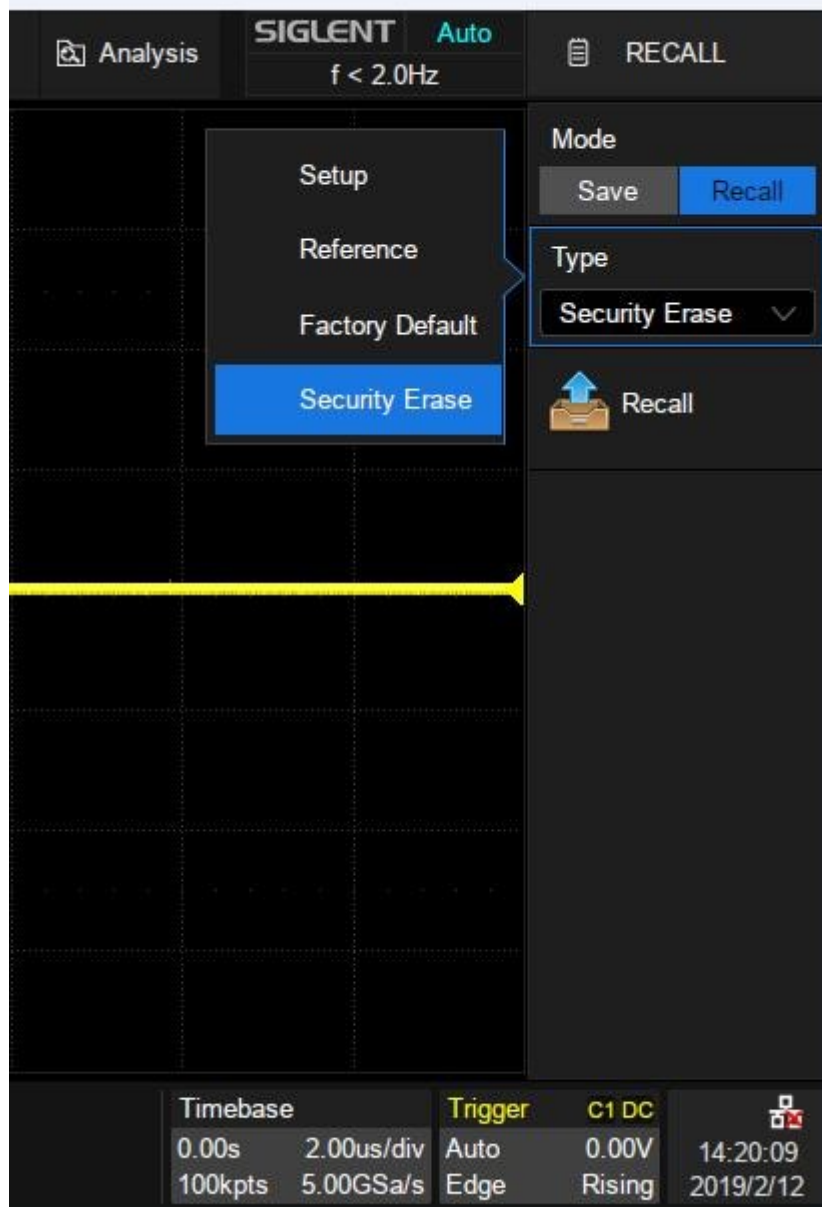 Analysis
SIGLENT Auto
f < 2.0Hz
RECALL
Setup
Reference
Factory Default
Security Erase
Mode
Save Recall
Type
Security Erase
Recall
Timebase
0.00s 2.00us/div
100kpts 5.00GSa/s
Trigger C1 DC
Auto 0.00V
Edge Rising
14:20:09
2019/2/12